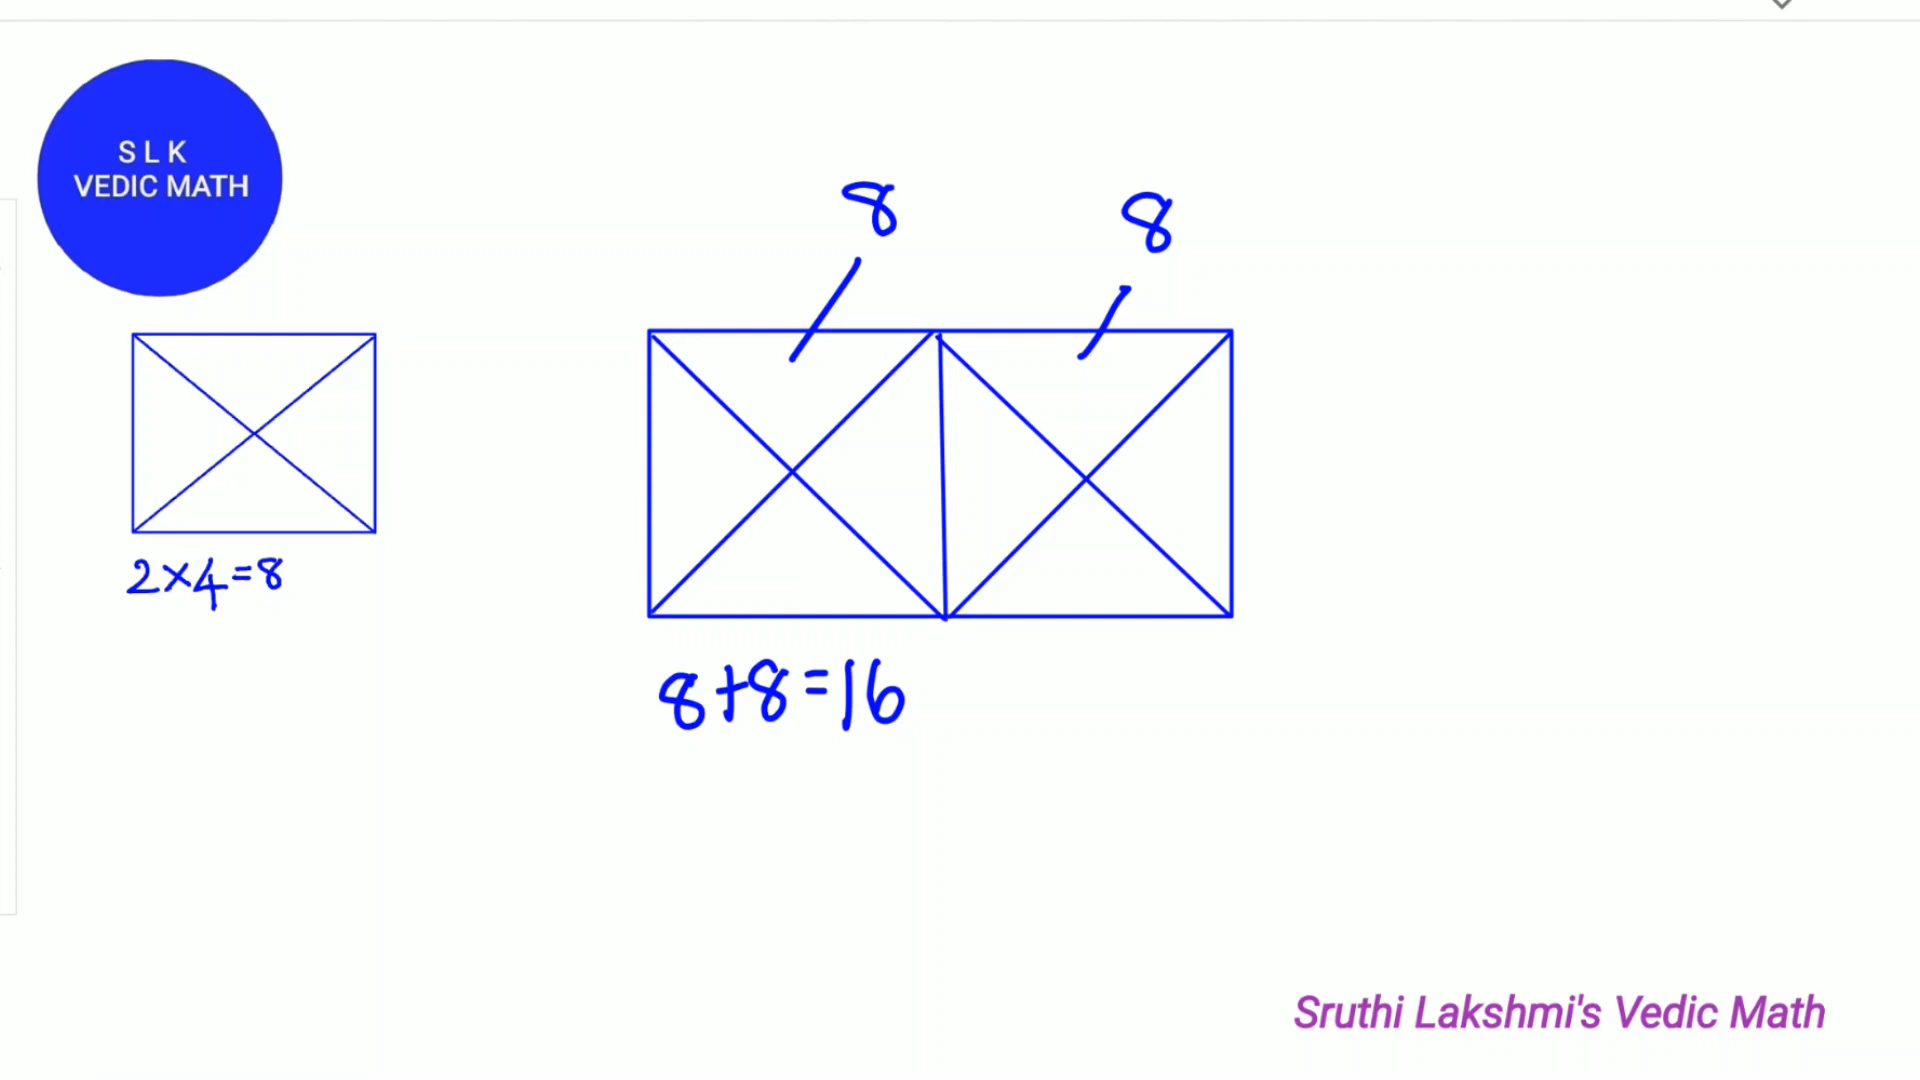 S L K
VEDIC MATH
8 8
2×4=8
8+8=16
Sruthi Lakshmi's Vedic Math